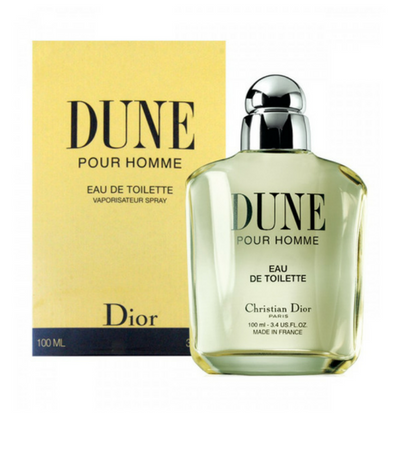 DUNE
POUR HOMME
EAU DE TOILETTE
VAPORISATEUR SPRAY
Dior
100 ML
DUNE
POUR HOMME
EAU
DE TOILETTE
Christian Dior
PARIS
100 ml - 3.4 US.FL.OZ.
MADE IN FRANCE